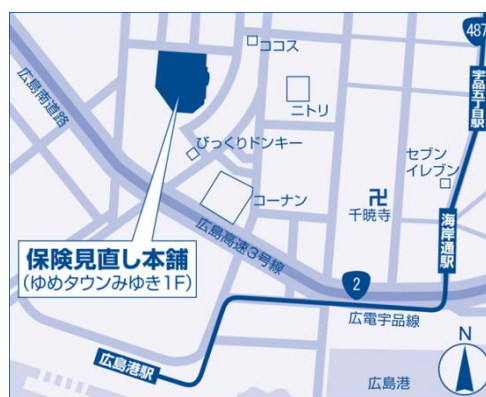 487
ココス
宇品五丁目駅
広島南道路
ニトリ
びっくりドンキー
セブン
イレブン
コーナン
卍
千暁寺
海岸通駅
広島高速3号線
保険見直し本舗
(ゆめタウンみゆき1F)
2
広電宇品線
広島港駅
N
広島港